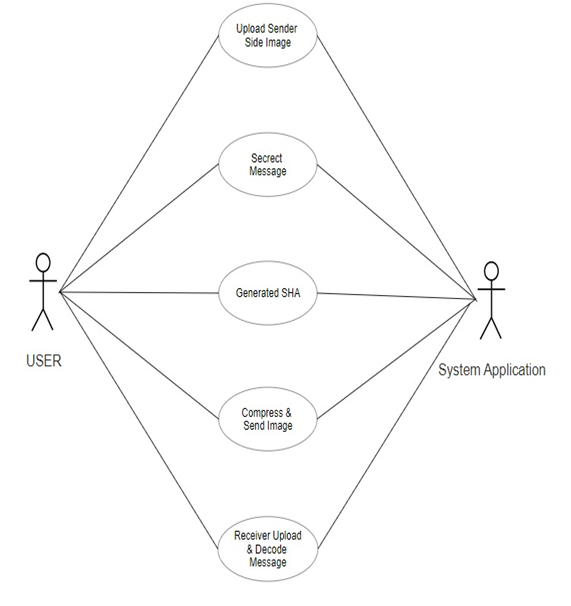 Upload Sender
Side Image
Secrect
Message
Generated SHA
USER
System Application
Compress &
Send Image
Receiver Upload
& Decode
Message